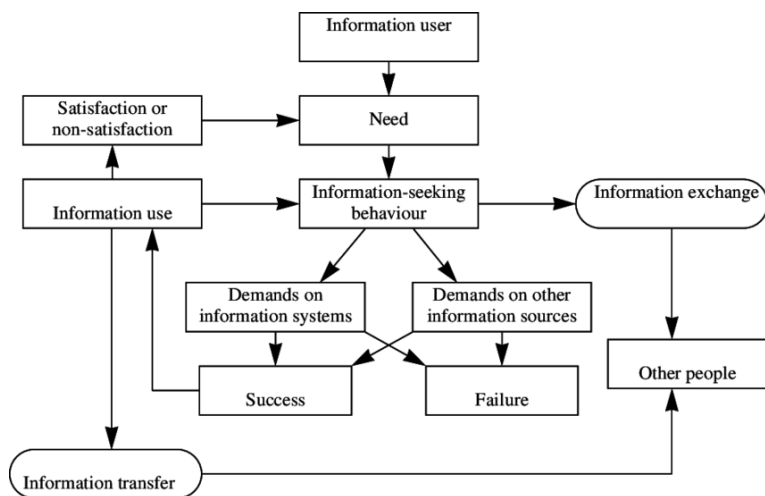 Information user
Satisfaction or
non-satisfaction
Need
Information use
Information-seeking
behaviour
Information exchange
Demands on
information systems
Demands on other
information sources
Other people
Success
Failure
Information transfer